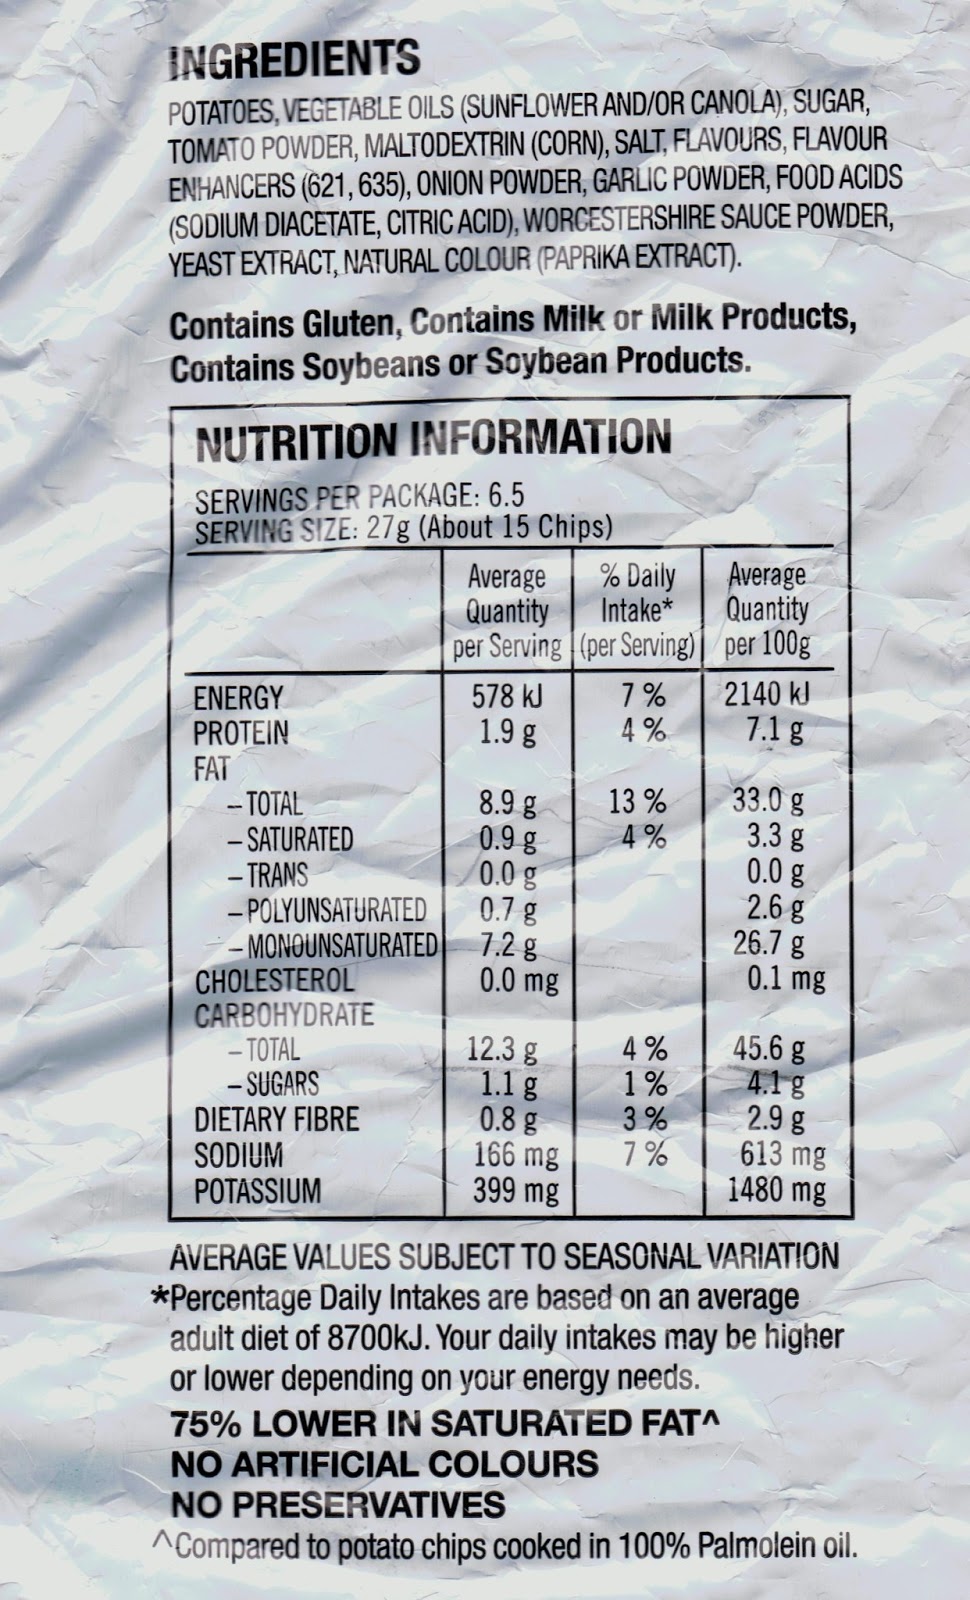 INGREDIENTS
POTATOES, VEGETABLE OILS (SUNFLOWER AND/OR CANOLA), SUGAR,
TOMATO POWDER, MALTODEXTRIN (CORN), SALT, FLAVOURS, FLAVOUR
ENHANCERS (621, 635), ONION POWDER, GARLIC POWDER, FOOD ACIDS
(SODIUM DIACETATE, CITRIC ACID), WORCESTERSHIRE SAUCE POWDER,
YEAST EXTRACT, NATURAL COLOUR (PAPRIKA EXTRACT).
Contains Gluten, Contains Milk or Milk Products,
Contains Soybeans or Soybean Products.
NUTRITION INFORMATION
SERVINGS PER PACKAGE: 6.5
SERVING SIZE: 27g (About 15 Chips)
Average % Daily Average
Quantity Intake* Quantity
per Serving (per Serving) per 100g
ENERGY 578 kJ 7 % 2140 kJ
PROTEIN 1.9 g 4 % 7.1 g
FAT
– TOTAL 8.9 g 13 % 33.0 g
– SATURATED 0.9 g 4 % 3.3 g
– TRANS 0.0 g 0.0 g
– POLYUNSATURATED 0.7 g 2.6 g
– MONOUNSATURATED 7.2 g 26.7 g
CHOLESTEROL 0.0 mg 0.1 mg
CARBOHYDRATE
– TOTAL 12.3 g 4 % 45.6 g
– SUGARS 1.1 g 1 % 4.1 g
DIETARY FIBRE 0.8 g 3 % 2.9 g
SODIUM 166 mg 7 % 613 mg
POTASSIUM 399 mg 1480 mg
AVERAGE VALUES SUBJECT TO SEASONAL VARIATION
*Percentage Daily Intakes are based on an average
adult diet of 8700kJ. Your daily intakes may be higher
or lower depending on your energy needs.
75% LOWER IN SATURATED FAT^
NO ARTIFICIAL COLOURS
NO PRESERVATIVES
^Compared to potato chips cooked in 100% Palmolein oil.